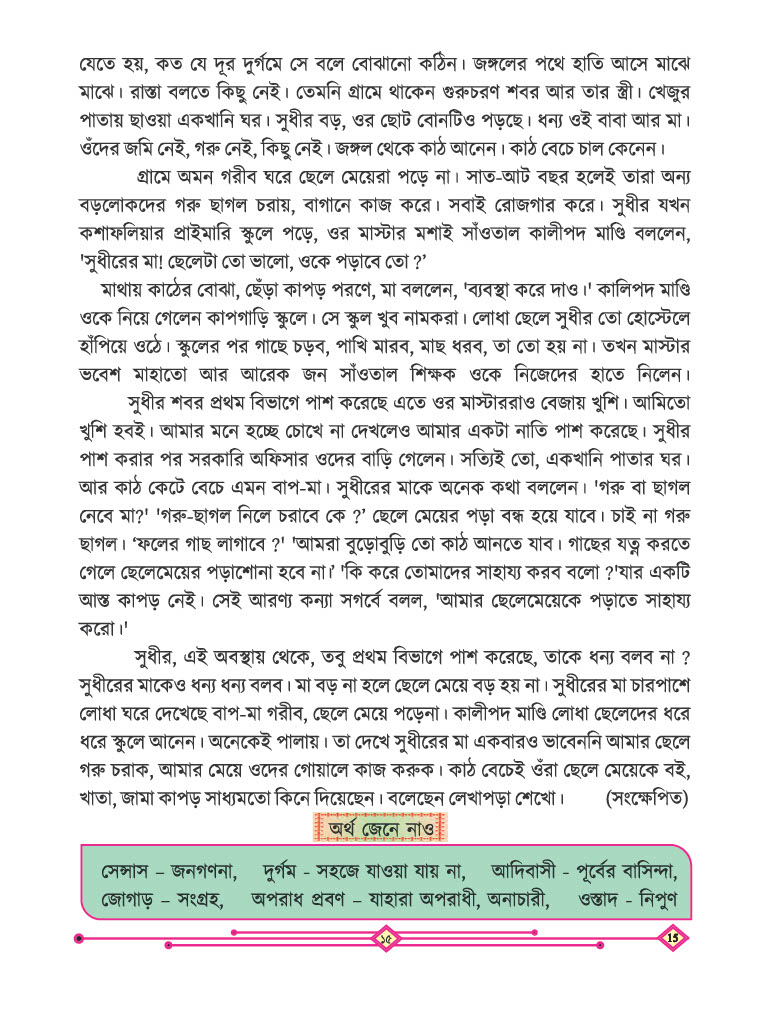 যেতে হয়, কত যে দূর দুর্গমে সে বলে বোঝানো কঠিন। জঙ্গলের পথে হাতি আসে মাঝে
মাঝে। রাস্তা বলতে কিছু নেই। তেমনি গ্রামে থাকেন গুরুচরণ শবর আর তার স্ত্রী। খেজুর
পাতায় ছাওয়া একখানি ঘর। সুধীর বড়, ওর ছোট বোনটিও পড়ছে। ধন্য ওই বাবা আর মা।
ওঁদের জমি নেই, গরু নেই, কিছু নেই। জঙ্গল থেকে কাঠ আনেন। কাঠ বেচে চাল কেনেন।
গ্রামে অমন গরীব ঘরে ছেলে মেয়েরা পড়ে না। সাত-আট বছর হলেই তারা অন্য
বড়লোকদের গরু ছাগল চরায়, বাগানে কাজ করে। সবাই রোজগার করে। সুধীর যখন
কশাফলিয়ার প্রাইমারি স্কুলে পড়ে, ওর মাস্টার মশাই সাঁওতাল কালীপদ মাণ্ডি বললেন,
'সুধীরের মা! ছেলেটা তো ভালো, ওকে পড়াবে তো ?’
মাথায় কাঠের বোঝা, ছেঁড়া কাপড় পরণে, মা বললেন, 'ব্যবস্থা করে দাও।' কালিপদ মাণ্ডি
ওকে নিয়ে গেলেন কাপগাড়ি স্কুলে। সে স্কুল খুব নামকরা। লোধা ছেলে সুধীর তো হোস্টেলে
হাঁপিয়ে ওঠে। স্কুলের পর গাছে চড়ব, পাখি মারব, মাছ ধরব, তা তো হয় না। তখন মাস্টার
ভবেশ মাহাতো আর আরেক জন সাঁওতাল শিক্ষক ওকে নিজেদের হাতে নিলেন।
সুধীর শবর প্রথম বিভাগে পাশ করেছে এতে ওর মাস্টাররাও বেজায় খুশি। আমিতো
খুশি হবই। আমার মনে হচ্ছে চোখে না দেখলেও আমার একটা নাতি পাশ করেছে। সুধীর
পাশ করার পর সরকারি অফিসার ওদের বাড়ি গেলেন। সত্যিই তো, একখানি পাতার ঘর।
আর কাঠ কেটে বেচে এমন বাপ-মা। সুধীরের মাকে অনেক কথা বললেন। 'গরু বা ছাগল
নেবে মা?' 'গরু-ছাগল নিলে চরাবে কে ?’ ছেলে মেয়ের পড়া বন্ধ হয়ে যাবে। চাই না গরু
ছাগল। ‘ফলের গাছ লাগাবে ?' 'আমরা বুড়োবুড়ি তো কাঠ আনতে যাব। গাছের যত্ন করতে
গেলে ছেলেমেয়ের পড়াশোনা হবে না।’ 'কি করে তোমাদের সাহায্য করব বলো ?'যার একটি
আস্ত কাপড় নেই। সেই আরণ্য কন্যা সগর্বে বলল, 'আমার ছেলেমেয়েকে পড়াতে সাহায্য
করো।'
সুধীর, এই অবস্থায় থেকে, তবু প্রথম বিভাগে পাশ করেছে, তাকে ধন্য বলব না ?
সুধীরের মাকেও ধন্য ধন্য বলব। মা বড় না হলে ছেলে মেয়ে বড় হয় না। সুধীরের মা চারপাশে
লোধা ঘরে দেখেছে বাপ-মা গরীব, ছেলে মেয়ে পড়েনা। কালীপদ মাণ্ডি লোধা ছেলেদের ধরে
ধরে স্কুলে আনেন। অনেকেই পালায়। তা দেখে সুধীরের মা একবারও ভাবেননি আমার ছেলে
গরু চরাক, আমার মেয়ে ওদের গোয়ালে কাজ করুক। কাঠ বেচেই ওঁরা ছেলে মেয়েকে বই,
খাতা, জামা কাপড় সাধ্যমতো কিনে দিয়েছেন। বলেছেন লেখাপড়া শেখো। (সংক্ষেপিত)
অর্থ জেনে নাও
সেন্সাস – জনগণনা, দুর্গম - সহজে যাওয়া যায় না, আদিবাসী - পূর্বের বাসিন্দা,
জোগাড় – সংগ্রহ, অপরাধ প্রবণ – যাহারা অপরাধী, অনাচারী, ওস্তাদ - নিপুণ
১৫ 15